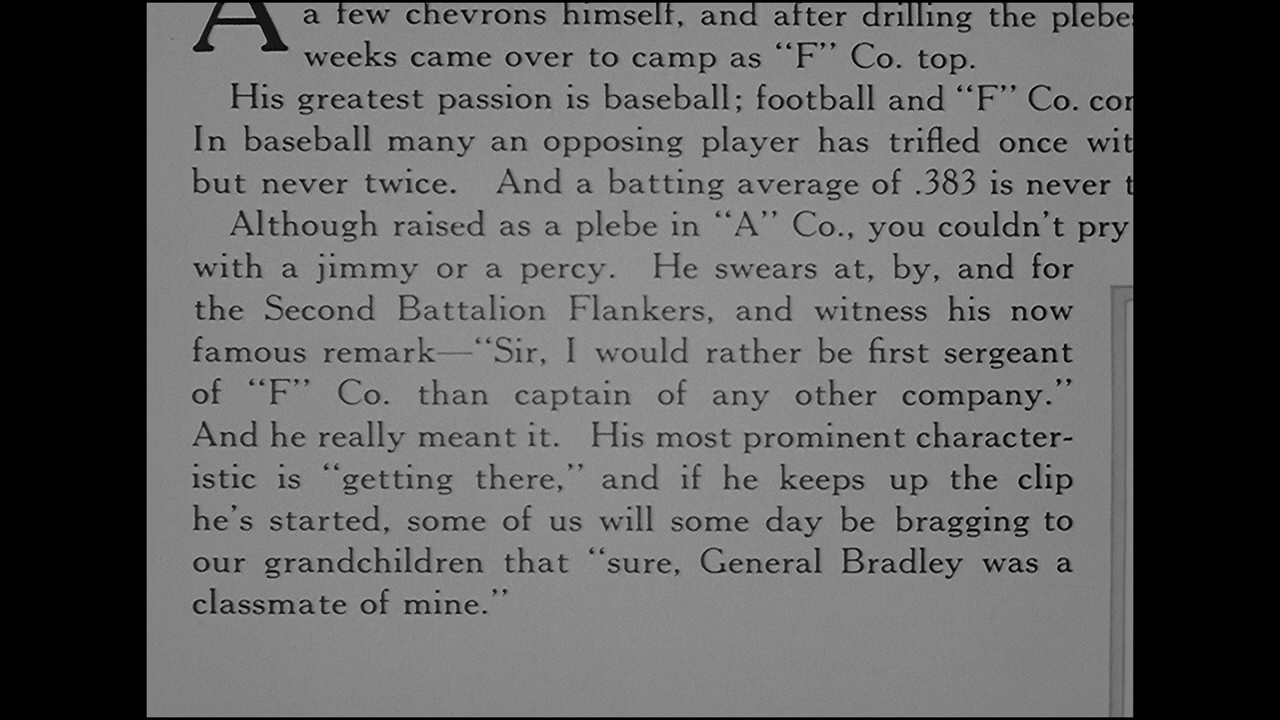 A a few chevrons himself, and after drilling the plebe
weeks came over to camp as “F” Co. top.
His greatest passion is baseball; football and “F” Co.
In baseball many an opposing player has trifled once
but never twice. And a batting average of .383 is never
Although raised as a plebe in “A” Co., you couldn’t pry
with a jimmy or a percy. He swears at, by, and for
the Second Battalion Flankers, and witness his now
famous remark—“Sir, I would rather be first sergeant
of “F” Co. than captain of any other company.”
And he really meant it. His most prominent character-
istic is “getting there,” and if he keeps up the clip
he’s started, some of us will some day be bragging to
our grandchildren that “sure, General Bradley was a
classmate of mine.”